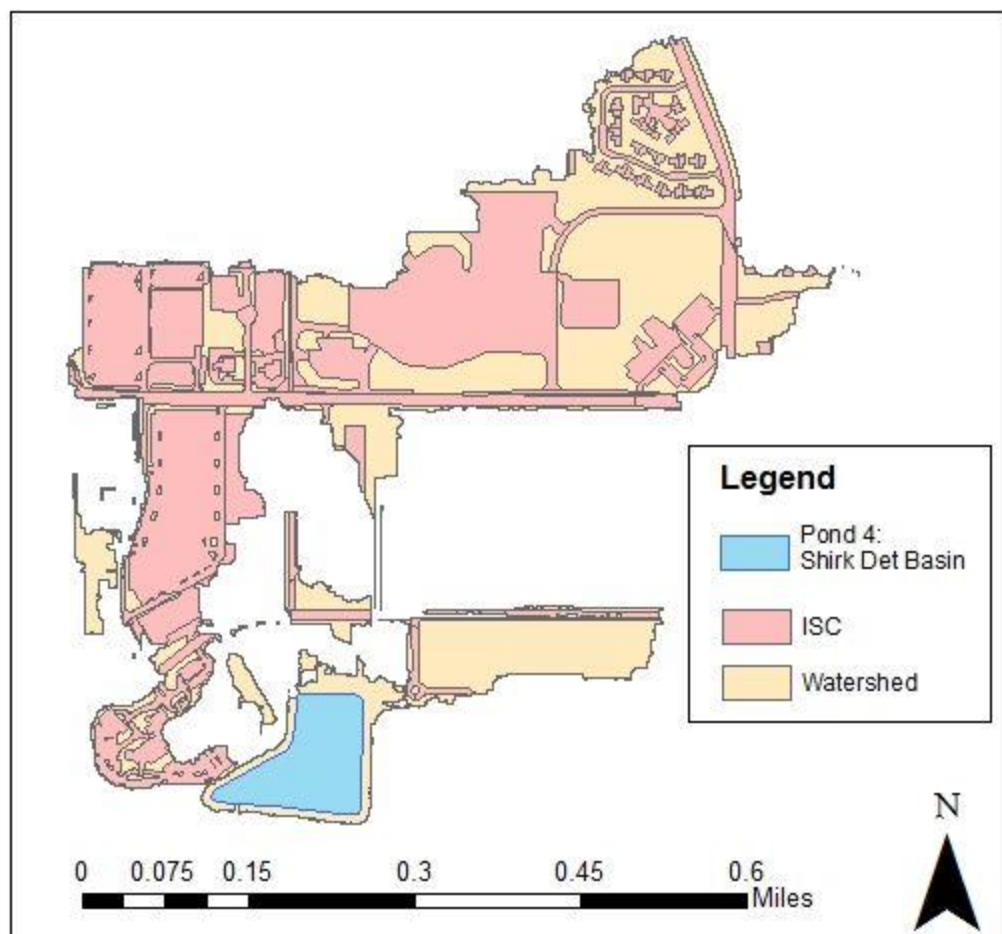 Legend
Pond 4:
Shirk Det Basin
ISC
Watershed
N
0 0.075 0.15 0.3 0.45 0.6
Miles